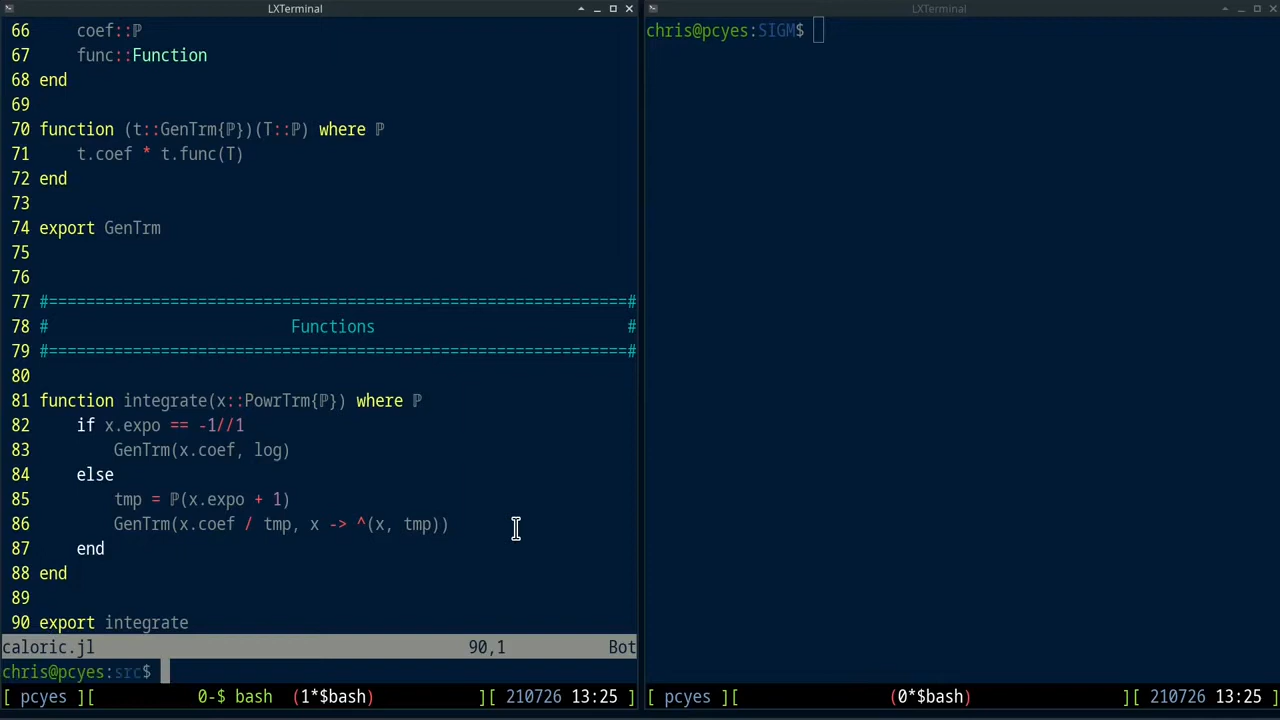 LXTerminal
66     coef::ℙ
67     func::Function
68 end
69
70 function (t::GenTrm{ℙ})(T::ℙ) where ℙ
71     t.coef * t.func(T)
72 end
73
74 export GenTrm
75
76
77 #==============================================================#
78 #                          Functions                           #
79 #==============================================================#
80
81 function integrate(x::PowrTrm{ℙ}) where ℙ
82     if x.expo == -1//1
83         GenTrm(x.coef, log)
84     else
85         tmp = ℙ(x.expo + 1)
86         GenTrm(x.coef / tmp, x -> ^(x, tmp))
87     end
88 end
89
90 export integrate
caloric.jl                                        90,1           Bot
chris@pcyes:src$
[ pcyes ][           0-$ bash  (1*$bash)           ][ 210726 13:25 ]
LXTerminal
chris@pcyes:SIGM$
[ pcyes ][                   (0*$bash)                   ][ 210726 13:25 ]